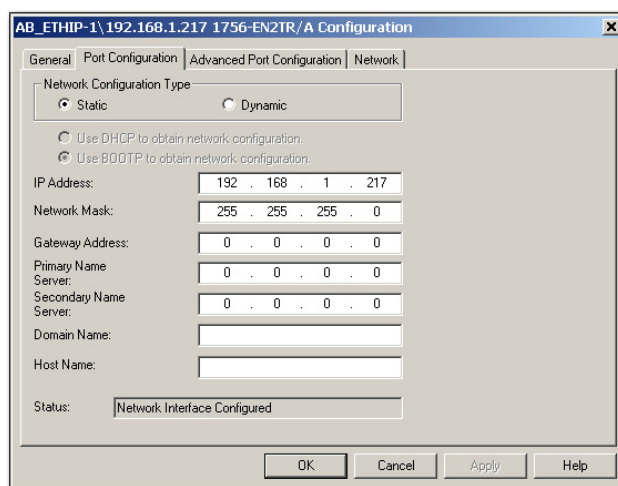 AB_ETHIP-1\192.168.1.217 1756-EN2TR/A Configuration
General Port Configuration Advanced Port Configuration Network
Network Configuration Type
Static Dynamic
Use DHCP to obtain network configuration.
Use BOOTP to obtain network configuration.
IP Address: 192 . 168 . 1 . 217
Network Mask: 255 . 255 . 255 . 0
Gateway Address: 0 . 0 . 0 . 0
Primary Name
Server: 0 . 0 . 0 . 0
Secondary Name
Server: 0 . 0 . 0 . 0
Domain Name:
Host Name:
Status: Network Interface Configured
OK Cancel Apply Help